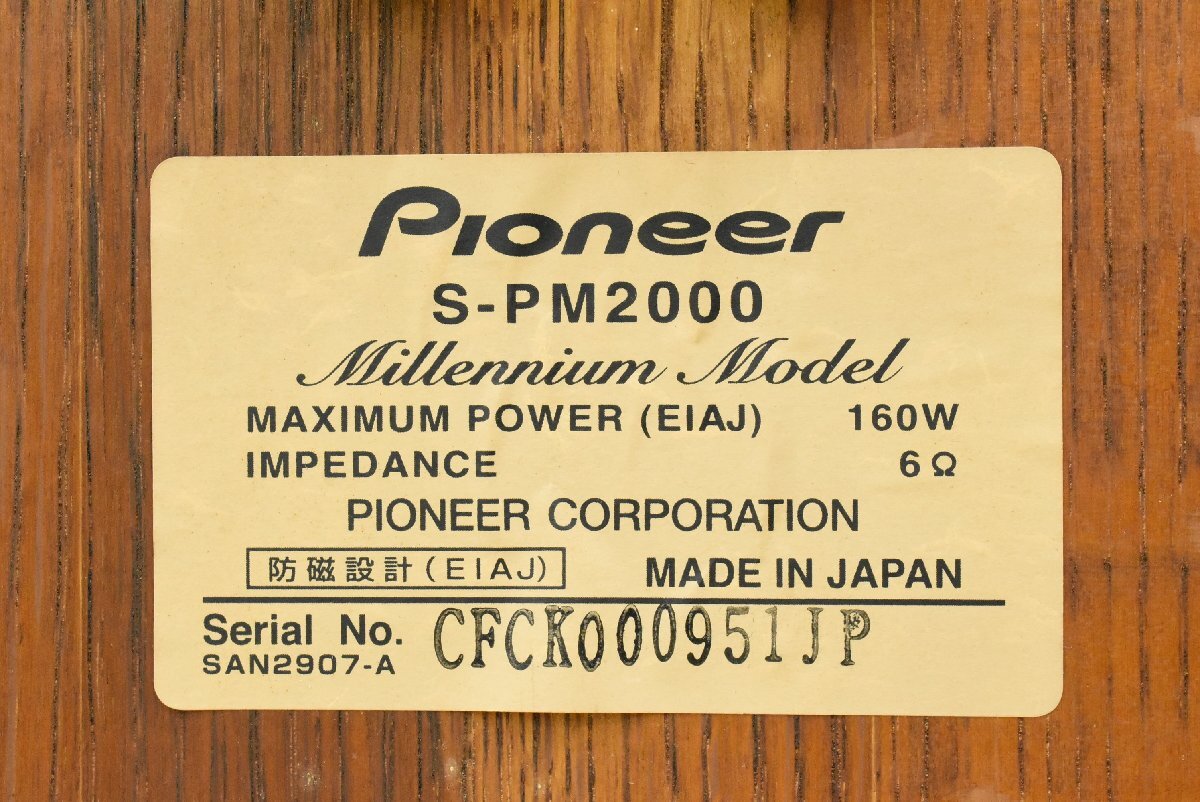 Pioneer
S-PM2000
Millennium Model
MAXIMUM POWER (EIAJ) 160W
IMPEDANCE 6Ω
PIONEER CORPORATION
防磁設計(EIAJ) MADE IN JAPAN
Serial No. CFCK000951JP
SAN2907-A